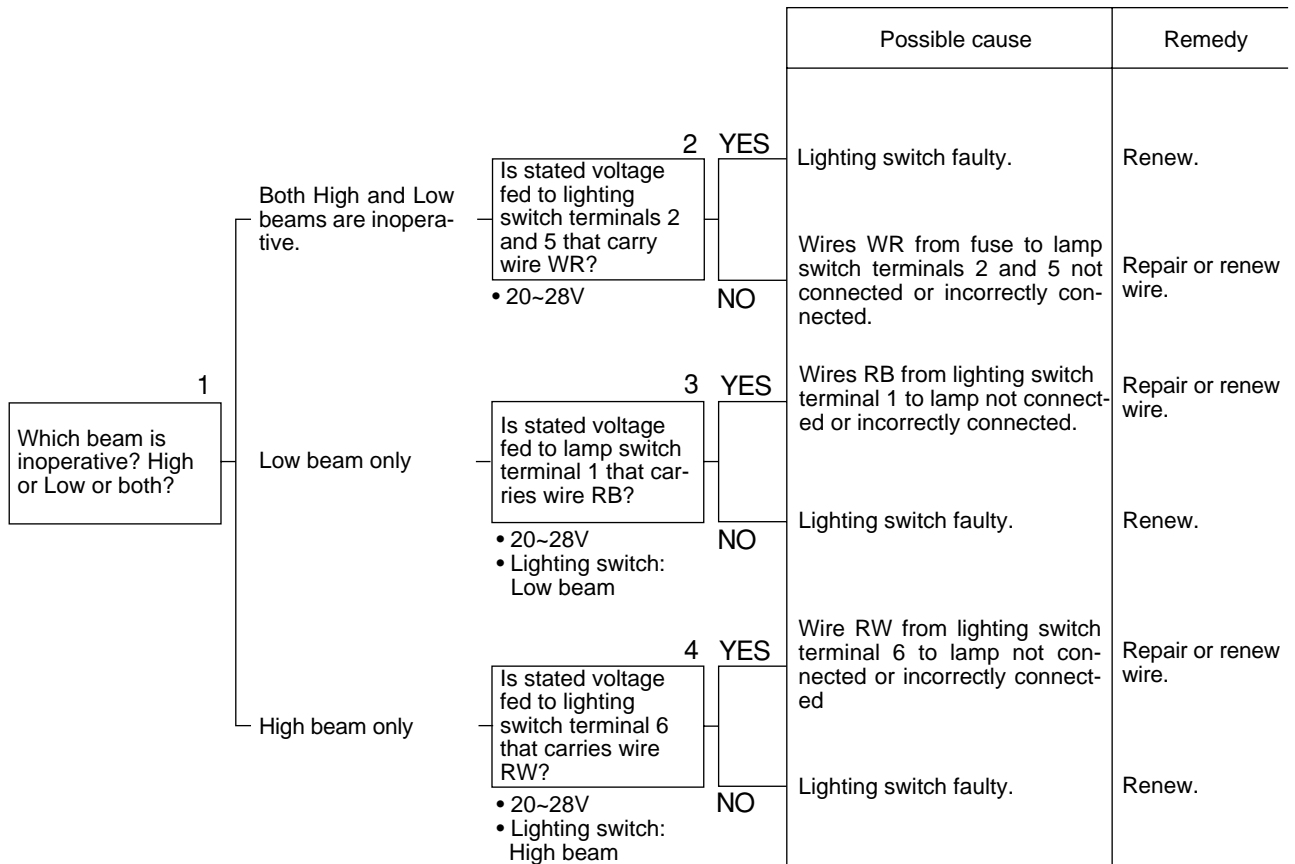 Possible cause
Remedy
1
Which beam is
inoperative? High
or Low or both?
Both High and Low
beams are inopera-
tive.
2
Is stated voltage
fed to lighting
switch terminals 2
and 5 that carry
wire WR?
• 20~28V
YES
Lighting switch faulty.
Renew.
NO
Wires WR from fuse to lamp
switch terminals 2 and 5 not
connected or incorrectly con-
nected.
Repair or renew
wire.
Low beam only
3
Is stated voltage
fed to lamp switch
terminal 1 that car-
ries wire RB?
• 20~28V
• Lighting switch:
Low beam
YES
Wires RB from lighting switch
terminal 1 to lamp not connect-
ed or incorrectly connected.
Repair or renew
wire.
NO
Lighting switch faulty.
Renew.
High beam only
4
Is stated voltage
fed to lighting
switch terminal 6
that carries wire
RW?
• 20~28V
• Lighting switch:
High beam
YES
Wire RW from lighting switch
terminal 6 to lamp not con-
nected or incorrectly connect-
ed
Repair or renew
wire.
NO
Lighting switch faulty.
Renew.